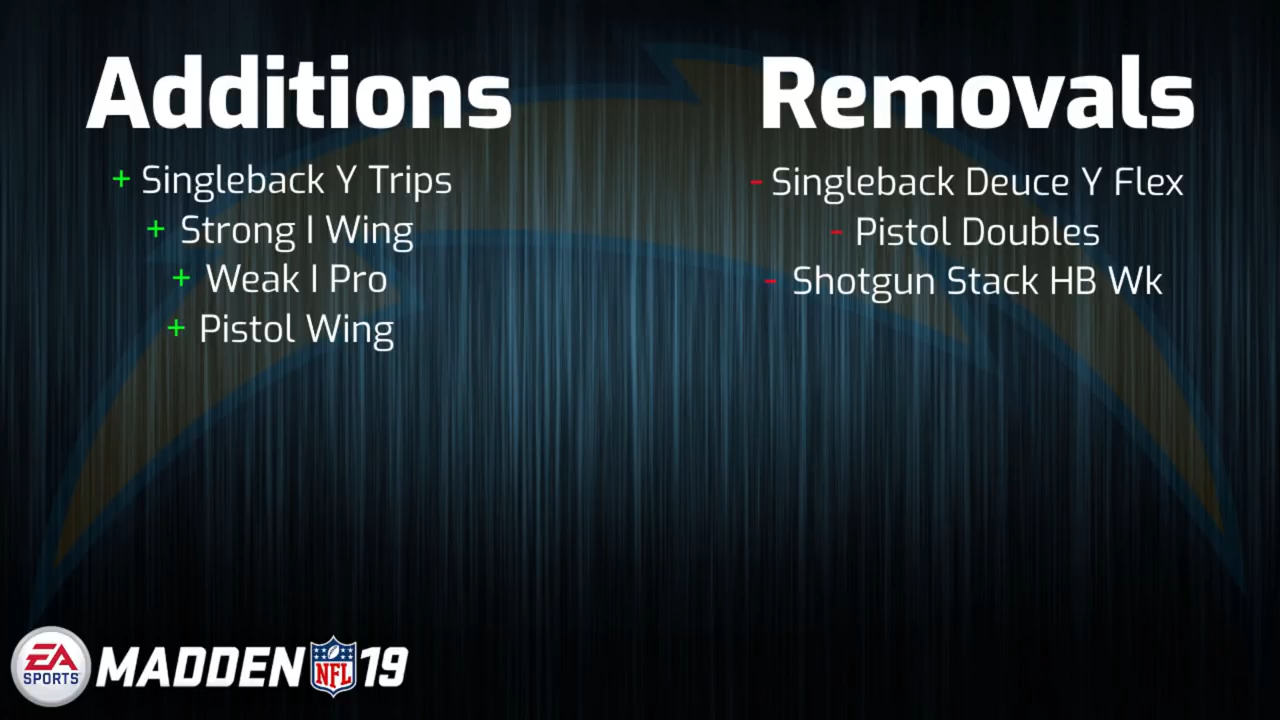 Additions
+ Singleback Y Trips
+ Strong I Wing
+ Weak I Pro
+ Pistol Wing
Removals
- Singleback Deuce Y Flex
- Pistol Doubles
- Shotgun Stack HB Wk
EA SPORTS MADDEN NFL 19